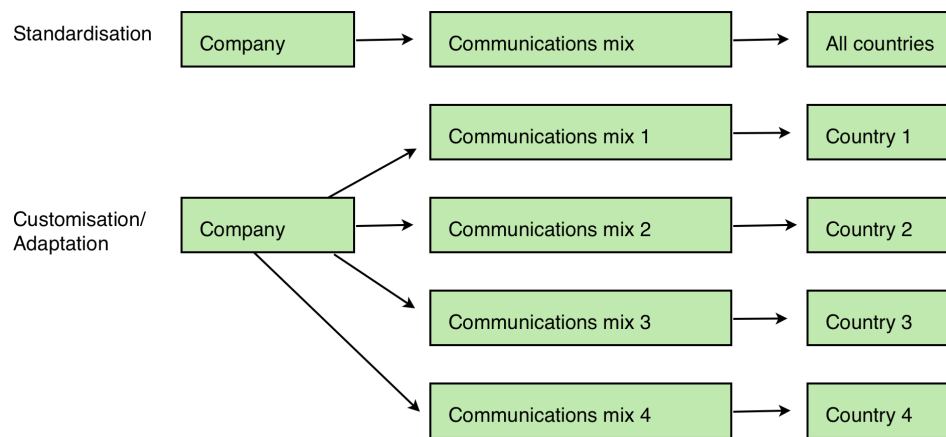 Standardisation
Company
Communications mix
All countries
Communications mix 1
Country 1
Customisation/
Adaptation
Company
Communications mix 2
Country 2
Communications mix 3
Country 3
Communications mix 4
Country 4